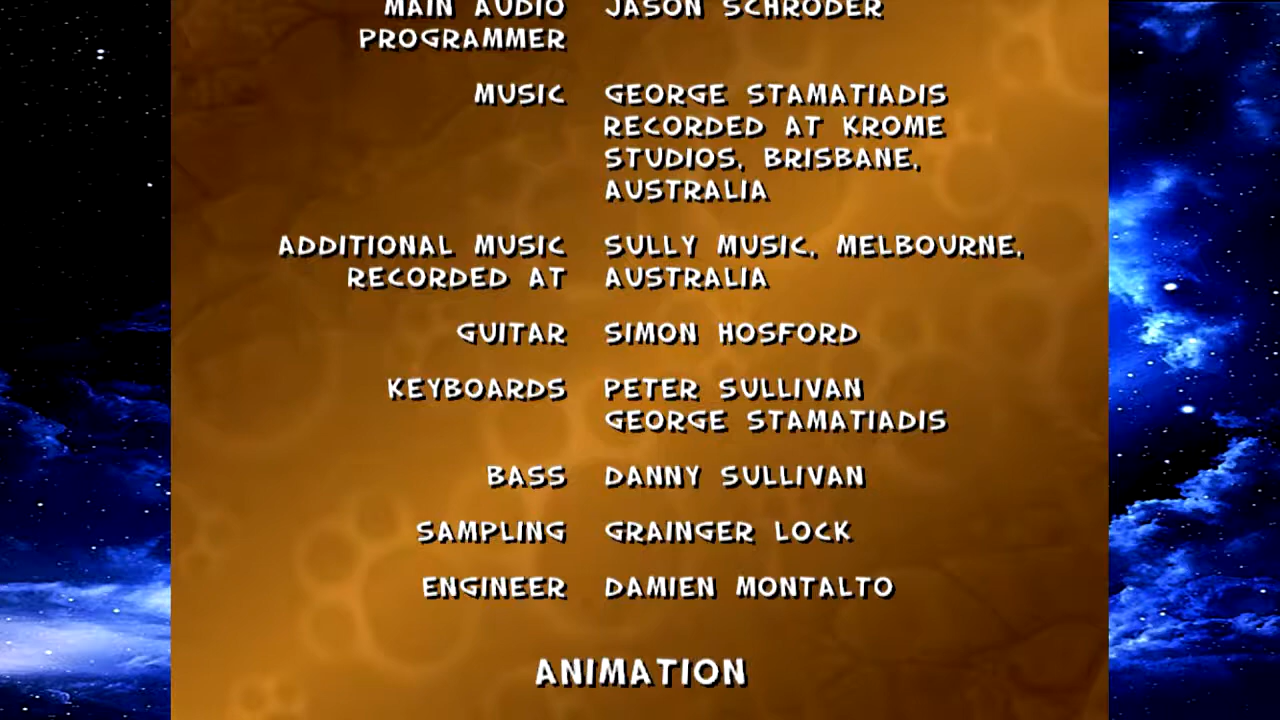 MAIN AUDIO JASON SCHRODER
PROGRAMMER
MUSIC GEORGE STAMATIADIS
RECORDED AT KROME
STUDIOS, BRISBANE,
AUSTRALIA
ADDITIONAL MUSIC SULLY MUSIC, MELBOURNE,
RECORDED AT AUSTRALIA
GUITAR SIMON HOSFORD
KEYBOARDS PETER SULLIVAN
GEORGE STAMATIADIS
BASS DANNY SULLIVAN
SAMPLING GRAINGER LOCK
ENGINEER DAMIEN MONTALTO
ANIMATION